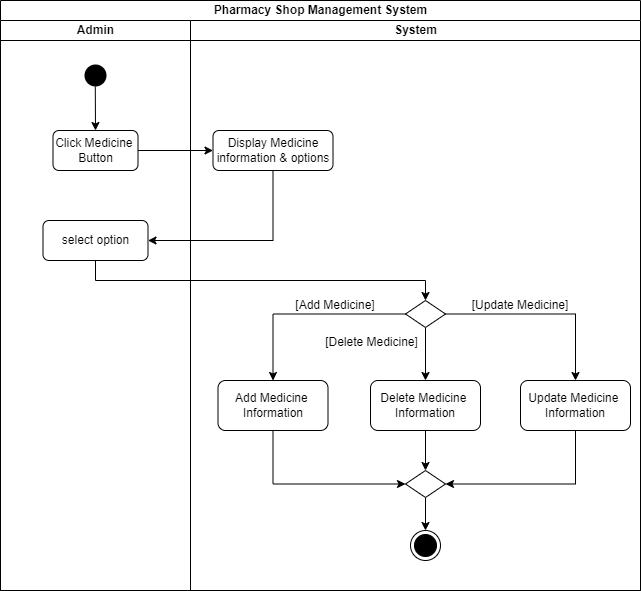 Pharmacy Shop Management System
Admin
System
Click Medicine
Button
Display Medicine
information & options
select option
[Add Medicine]
[Update Medicine]
[Delete Medicine]
Add Medicine
Information
Delete Medicine
Information
Update Medicine
Information